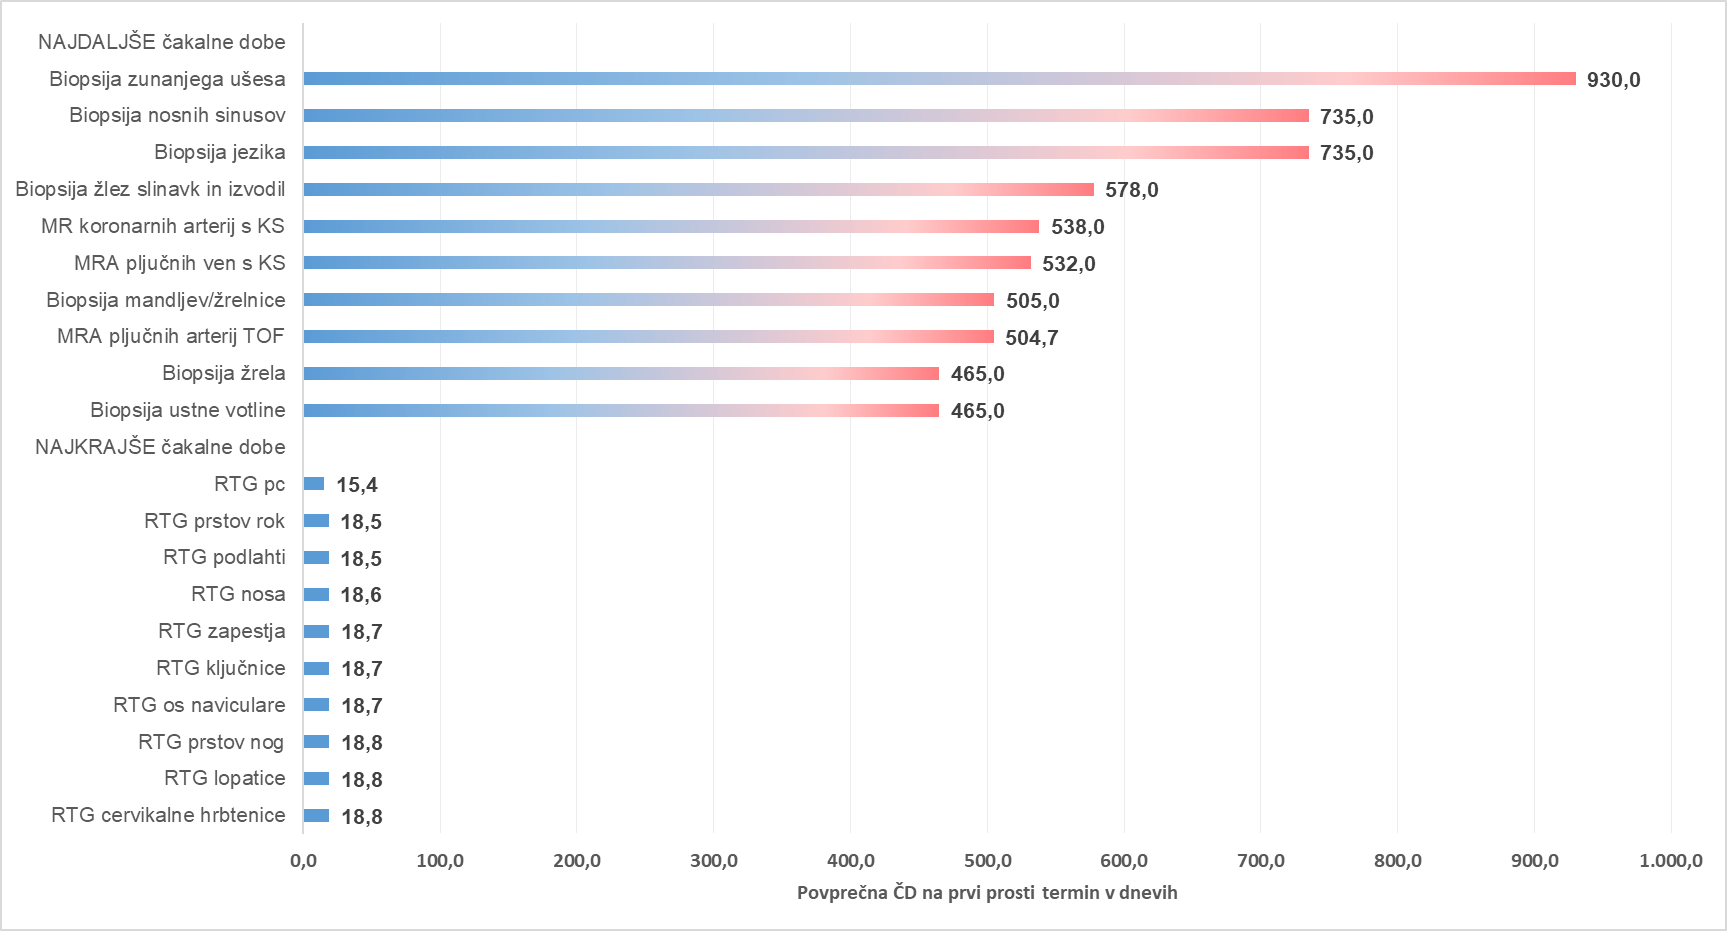 NAJDALJŠE čakalne dobe
Biopsija zunanjega ušesa 930,0
Biopsija nosnih sinusov 735,0
Biopsija jezika 735,0
Biopsija žlez slinavk in izvodil 578,0
MR koronarnih arterij s KS 538,0
MRA pljučnih ven s KS 532,0
Biopsija mandljev/žrelnice 505,0
MRA pljučnih arterij TOF 504,7
Biopsija žrela 465,0
Biopsija ustne votline 465,0
NAJKRAJŠE čakalne dobe
RTG pc 15,4
RTG prstov rok 18,5
RTG podlahti 18,5
RTG nosa 18,6
RTG zapestja 18,7
RTG ključnice 18,7
RTG os naviculare 18,7
RTG prstov nog 18,8
RTG lopatice 18,8
RTG cervikalne hrbtenice 18,8
0,0 100,0 200,0 300,0 400,0 500,0 600,0 700,0 800,0 900,0 1.000,0
Povprečna ČD na prvi prosti termin v dnevih